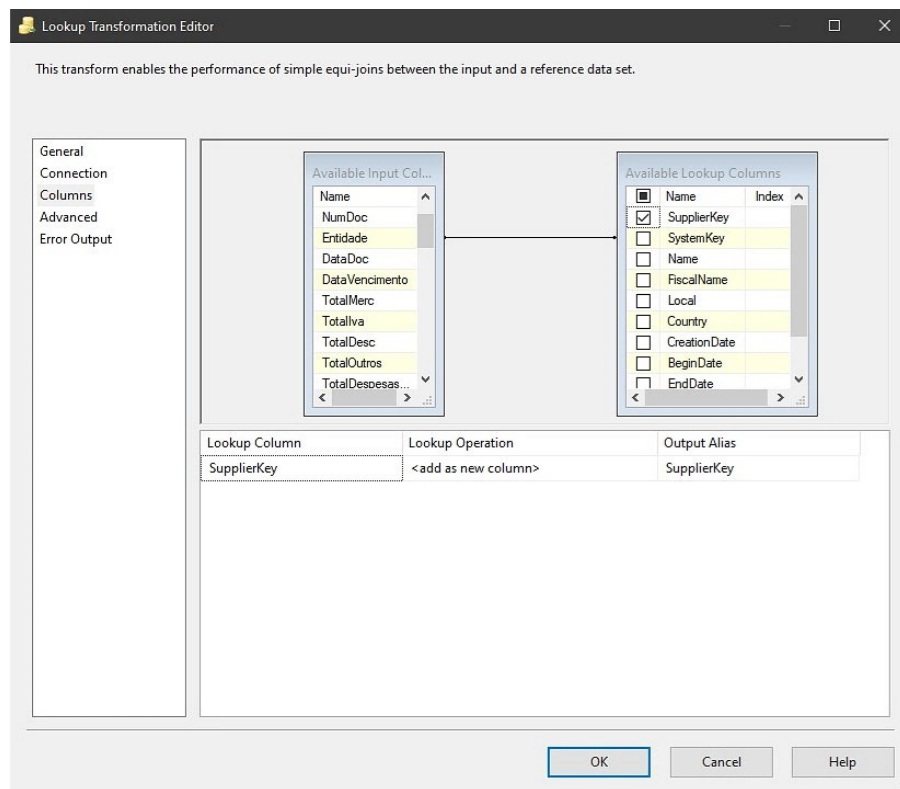 Lookup Transformation Editor
This transform enables the performance of simple equi-joins between the input and a reference data set.
General
Connection
Columns
Advanced
Error Output
Available Input Col...
Name
NumDoc
Entidade
DataDoc
DataVencimento
TotalMerc
TotalIva
TotalDesc
TotalOutros
TotalDespesas...
Available Lookup Columns
Name Index
SupplierKey
SystemKey
Name
FiscalName
Local
Country
CreationDate
BeginDate
EndDate
Lookup Column Lookup Operation Output Alias
SupplierKey <add as new column> SupplierKey
OK Cancel Help